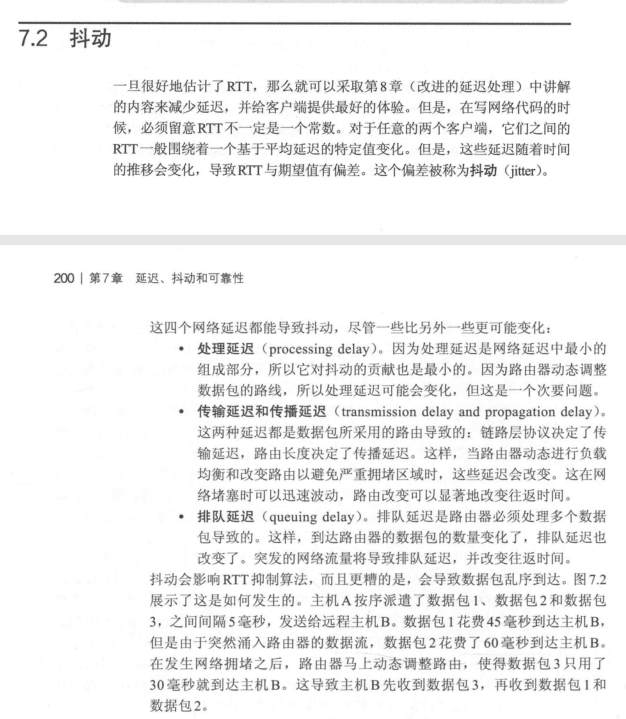 7.2 抖动
一旦很好地估计了RTT，那么就可以采取第8章（改进的延迟处理）中讲解
的内容来减少延迟，并给客户端提供最好的体验。但是，在写网络代码的时
候，必须留意RTT不一定是一个常数。对于任意的两个客户端，它们之间的
RTT一般围绕着一个基于平均延迟的特定值变化。但是，这些延迟随着时间
的推移会变化，导致RTT与期望值有偏差。这个偏差被称为抖动（jitter）。
200 | 第7章 延迟、抖动和可靠性
这四个网络延迟都能导致抖动，尽管一些比另外一些更可能变化：
• 处理延迟（processing delay）。因为处理延迟是网络延迟中最小的
组成部分，所以它对抖动的贡献也是最小的。因为路由器动态调整
数据包的路线，所以处理延迟可能会变化，但这是一个次要问题。
• 传输延迟和传播延迟（transmission delay and propagation delay）。
这两种延迟都是数据包所采用的路由导致的：链路层协议决定了传
输延迟，路由长度决定了传播延迟。这样，当路由器动态进行负载
均衡和改变路由以避免严重拥堵区域时，这些延迟会改变。这在网
络堵塞时可以迅速波动，路由改变可以显著地改变往返时间。
• 排队延迟（queuing delay）。排队延迟是路由器必须处理多个数据
包导致的。这样，到达路由器的数据包的数量变化了，排队延迟也
改变了。突发的网络流量将导致排队延迟，并改变往返时间。
抖动会影响RTT抑制算法，而且更糟的是，会导致数据包乱序到达。图7.2
展示了这是如何发生的。主机A按序派遣了数据包1、数据包2和数据包
3，之间间隔5毫秒，发送给远程主机B。数据包1花费45毫秒到达主机B，
但是由于突然涌入路由器的数据流，数据包2花费了60毫秒到达主机B。
在发生网络拥堵之后，路由器马上动态调整路由，使得数据包3只用了
30毫秒就到达主机B。这导致主机B先收到数据包3，再收到数据包1和
数据包2。